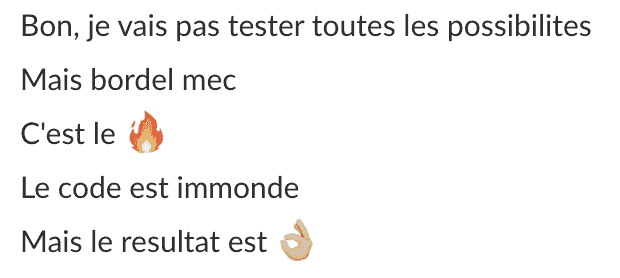 Bon, je vais pas tester toutes les possibilites
Mais bordel mec
C'est le 🔥
Le code est immonde
Mais le resultat est 👌🏼